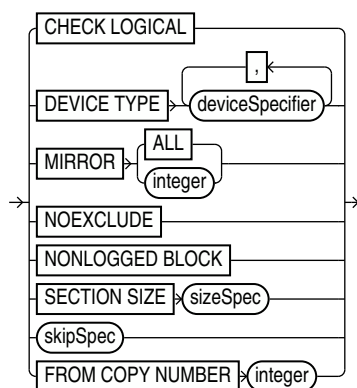 CHECK LOGICAL
,
DEVICE TYPE deviceSpecifier
ALL
MIRROR integer
NOEXCLUDE
NONLOGGED BLOCK
SECTION SIZE sizeSpec
skipSpec
FROM COPY NUMBER integer